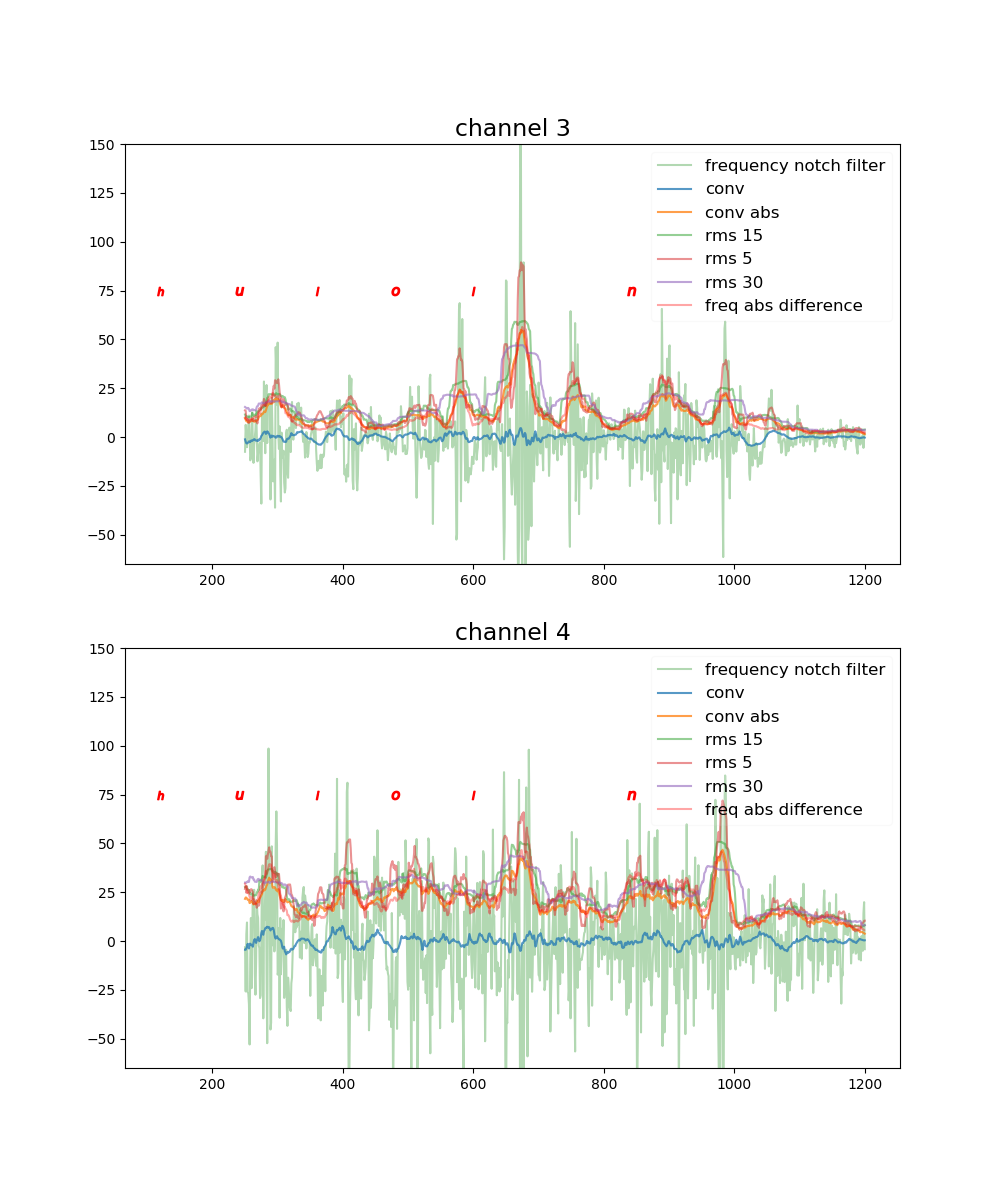 channel 3
150
125
100
75
50
25
0
−25
−50
frequency notch filter
conv
conv abs
rms 15
rms 5
rms 30
freq abs difference
h u l o l n
200 400 600 800 1000 1200
channel 4
150
125
100
75
50
25
0
−25
−50
frequency notch filter
conv
conv abs
rms 15
rms 5
rms 30
freq abs difference
h u l o l n
200 400 600 800 1000 1200